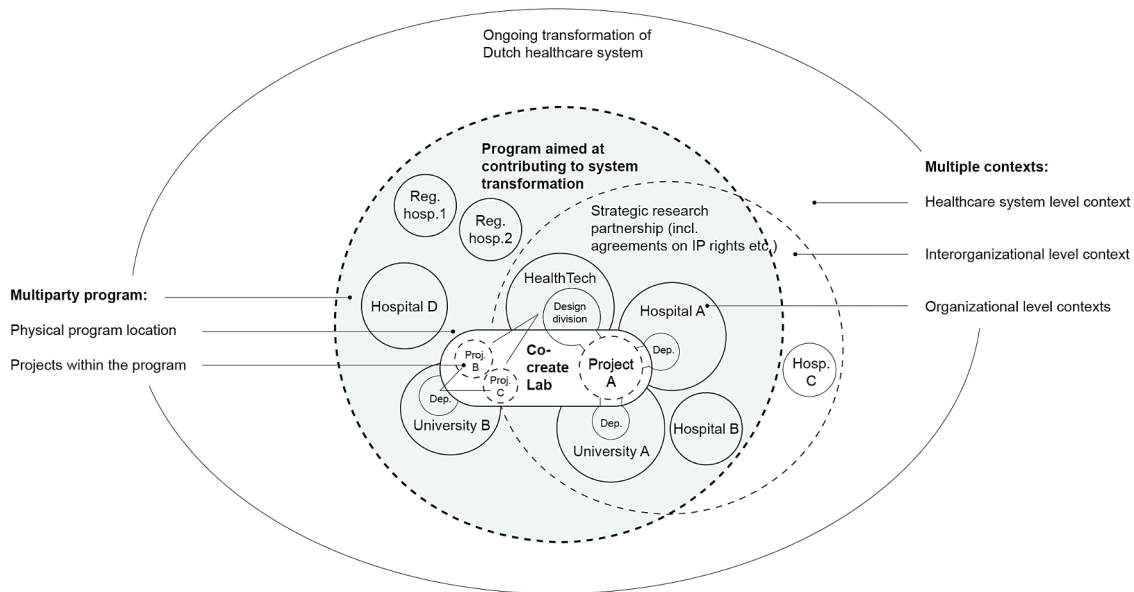 Ongoing transformation of
Dutch healthcare system
Program aimed at
contributing to system
transformation
Multiple contexts:
Healthcare system level context
Interorganizational level context
Organizational level contexts
Reg.
hosp.1
Reg.
hosp.2
Strategic research
partnership (incl.
agreements on IP rights etc.)
HealthTech
Design
division
Hospital A
Dep.
Hospital D
Multiparty program:
Physical program location
Projects within the program
Proj.
B
Proj.
C
Co-
create
Lab
Project
A
Hosp.
C
Dep.
University B
Dep.
University A
Hospital B